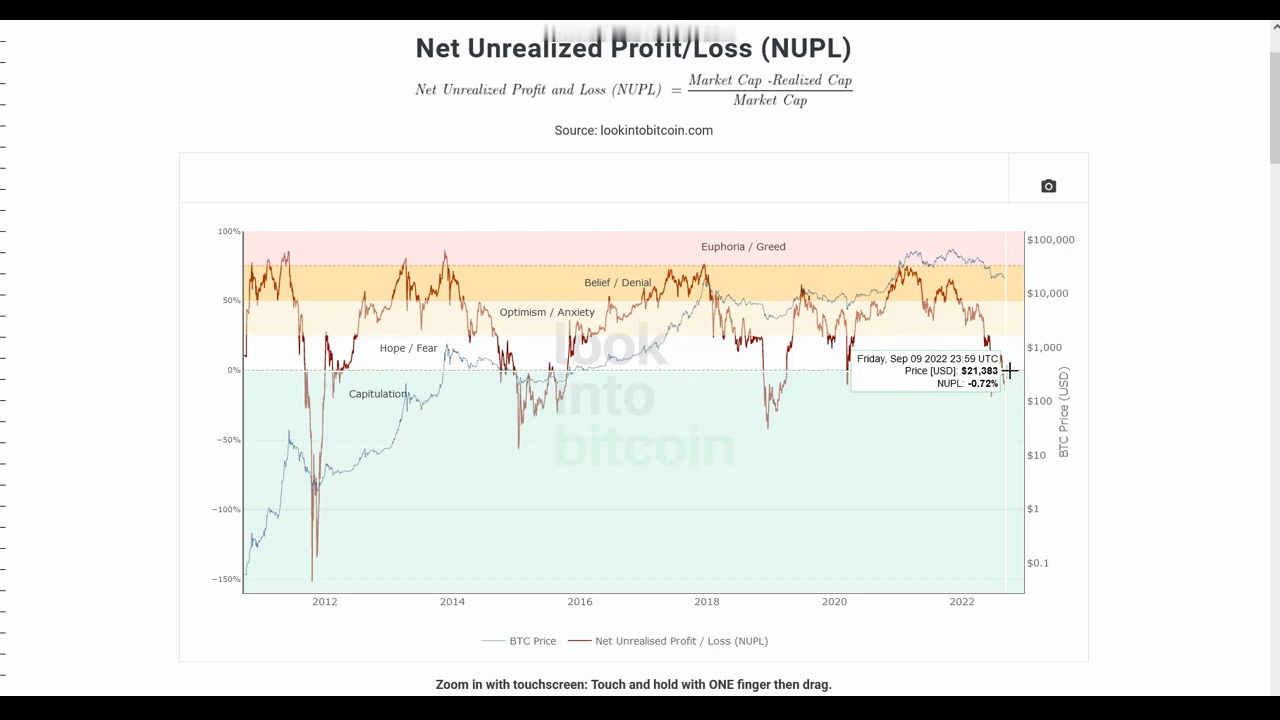 Net Unrealized Profit/Loss (NUPL)
Net Unrealized Profit and Loss (NUPL) = Market Cap -Realized Cap
Market Cap
Source: lookintobitcoin.com
100%
50%
0%
−50%
−100%
−150%
Euphoria / Greed
Belief / Denial
Optimism / Anxiety
Hope / Fear
Capitulation
look
into
bitcoin
Friday, Sep 09 2022 23:59 UTC
Price [USD]: $21,383
NUPL: -0.72%
$100,000
$10,000
$1,000
$100
$10
$1
$0.1
BTC Price (USD)
2012 2014 2016 2018 2020 2022
BTC Price Net Unrealised Profit / Loss (NUPL)
Zoom in with touchscreen: Touch and hold with ONE finger then drag.